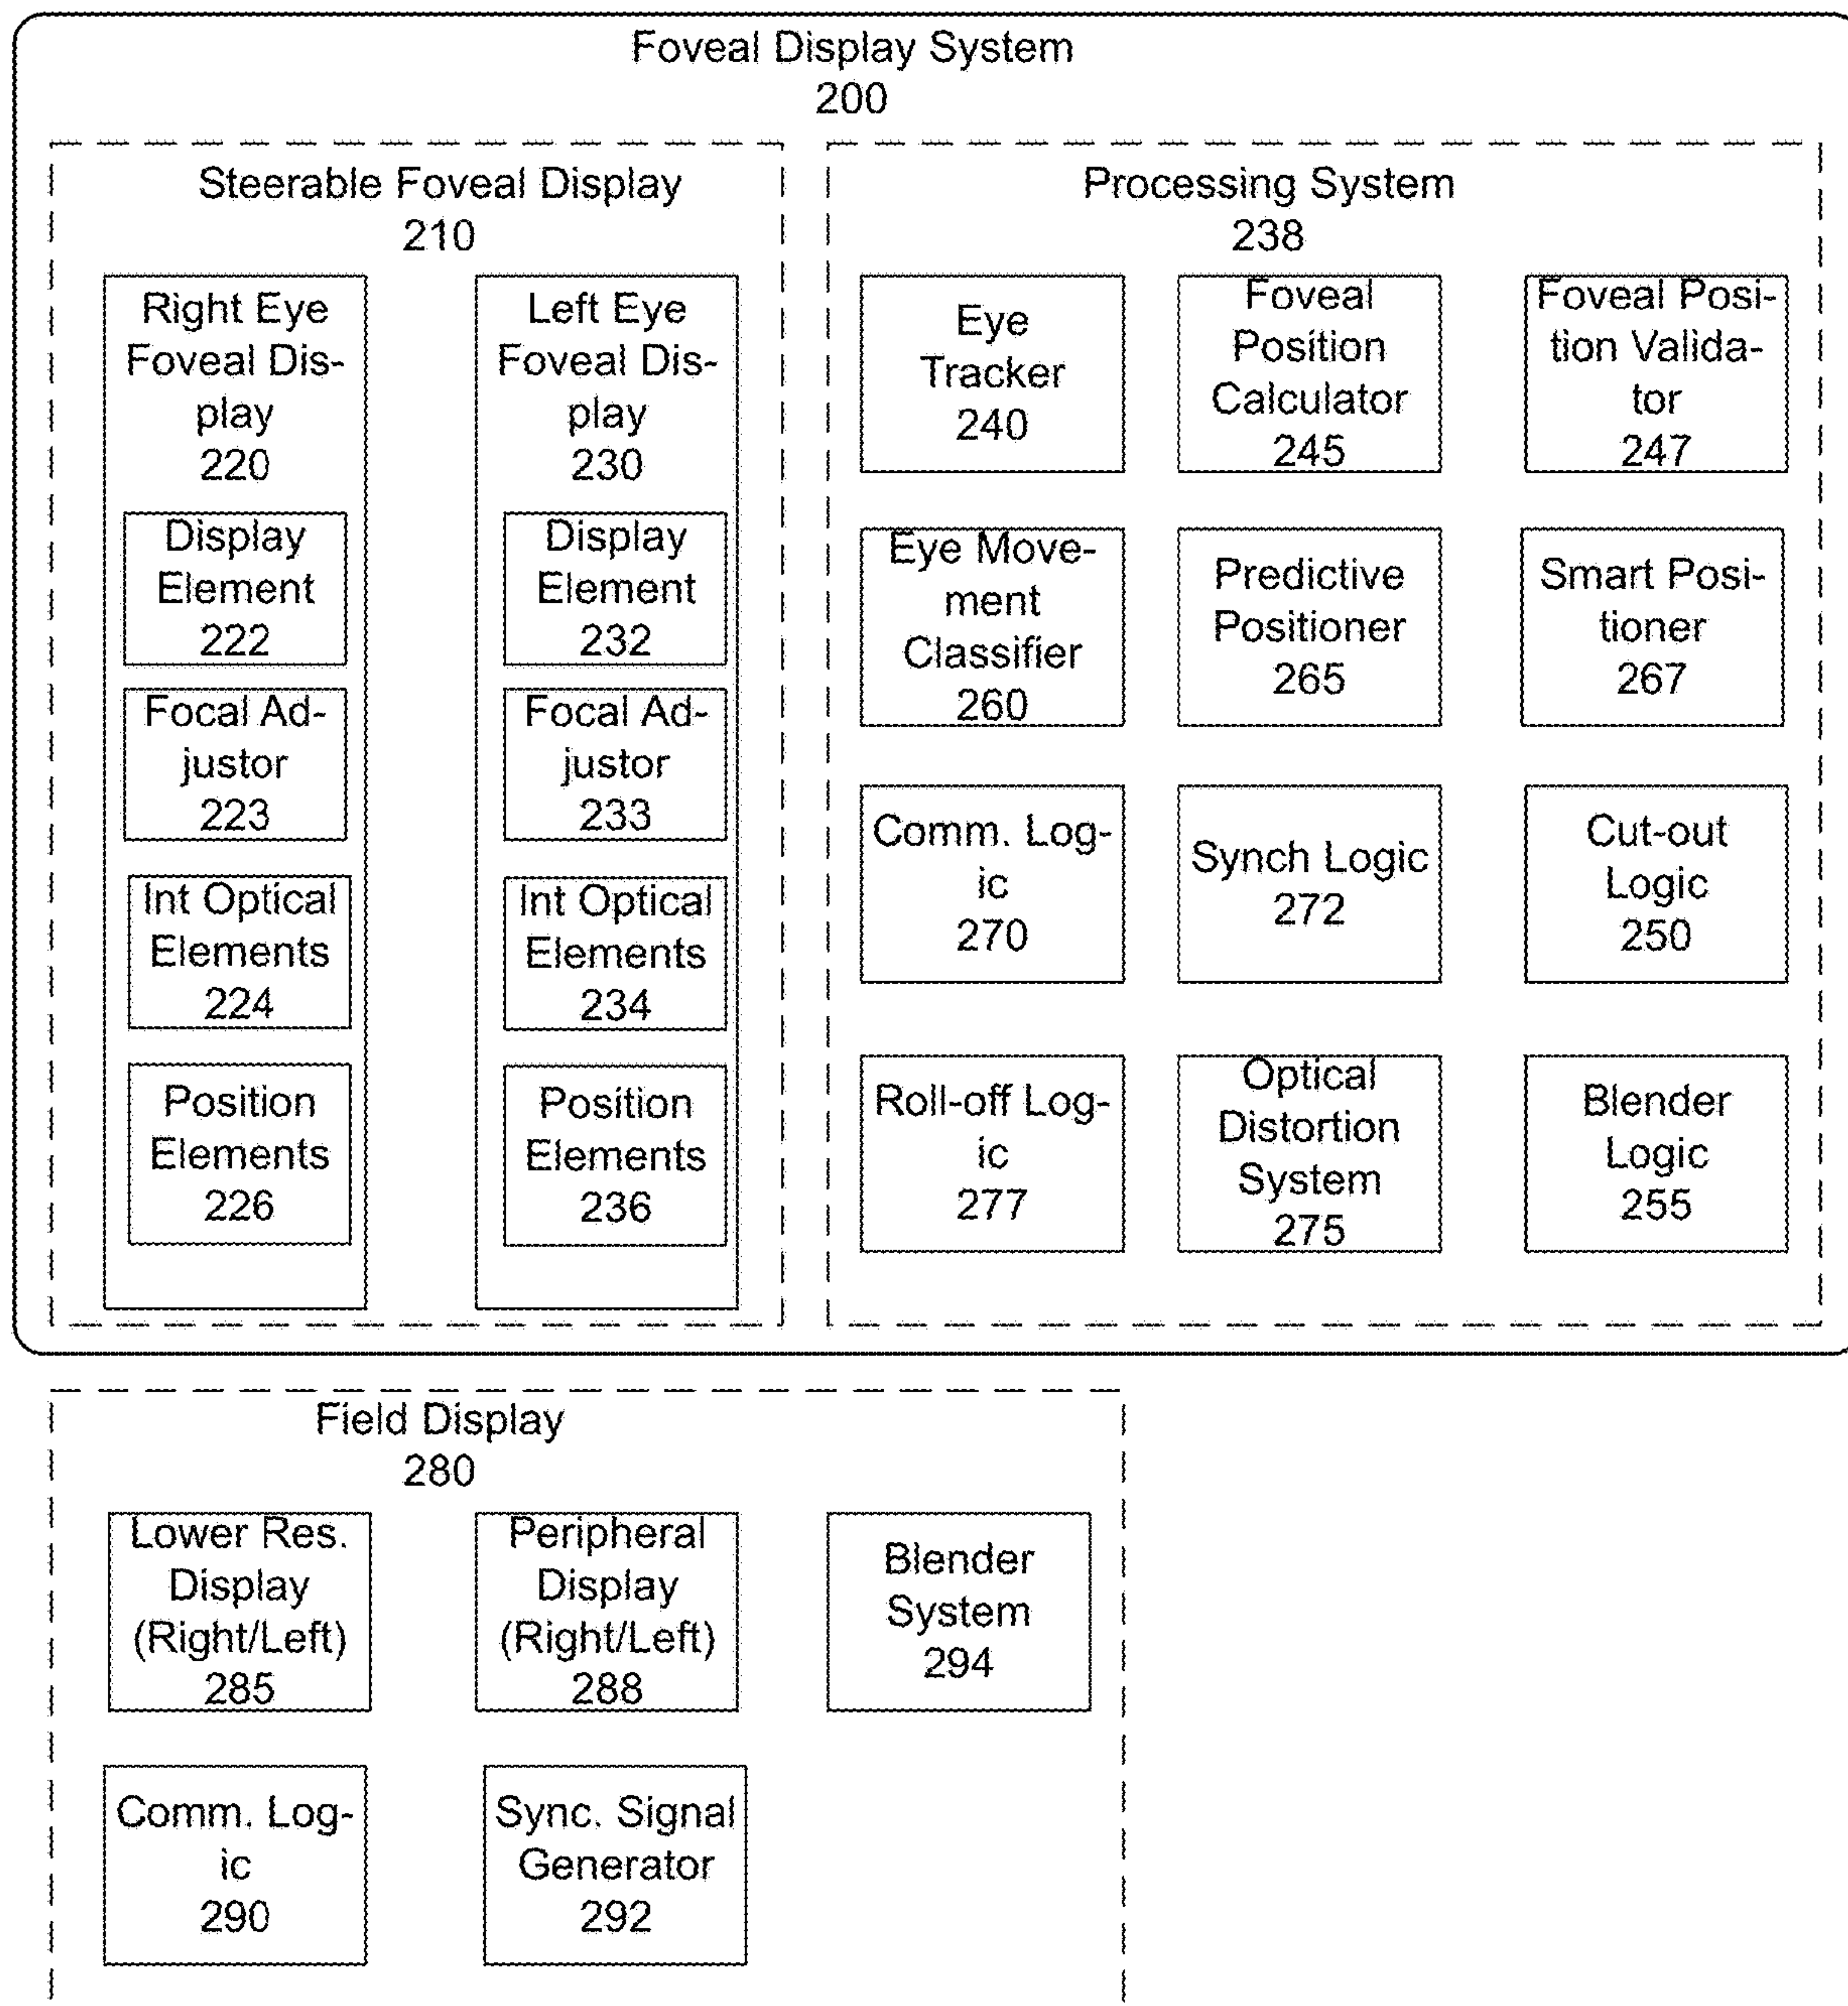 Foveal Display System
200
Steerable Foveal Display
210
Right Eye
Foveal Dis-
play
220
Display
Element
222
Focal Ad-
justor
223
Int Optical
Elements
224
Position
Elements
226
Left Eye
Foveal Dis-
play
230
Display
Element
232
Focal Ad-
justor
233
Int Optical
Elements
234
Position
Elements
236
Processing System
238
Eye
Tracker
240
Foveal
Position
Calculator
245
Foveal Posi-
tion Valida-
tor
247
Eye Move-
ment
Classifier
260
Predictive
Positioner
265
Smart Posi-
tioner
267
Comm. Log-
ic
270
Synch Logic
272
Cut-out
Logic
250
Roll-off Log-
ic
277
Optical
Distortion
System
275
Blender
Logic
255
Field Display
280
Lower Res.
Display
(Right/Left)
285
Peripheral
Display
(Right/Left)
288
Blender
System
294
Comm. Log-
ic
290
Sync. Signal
Generator
292